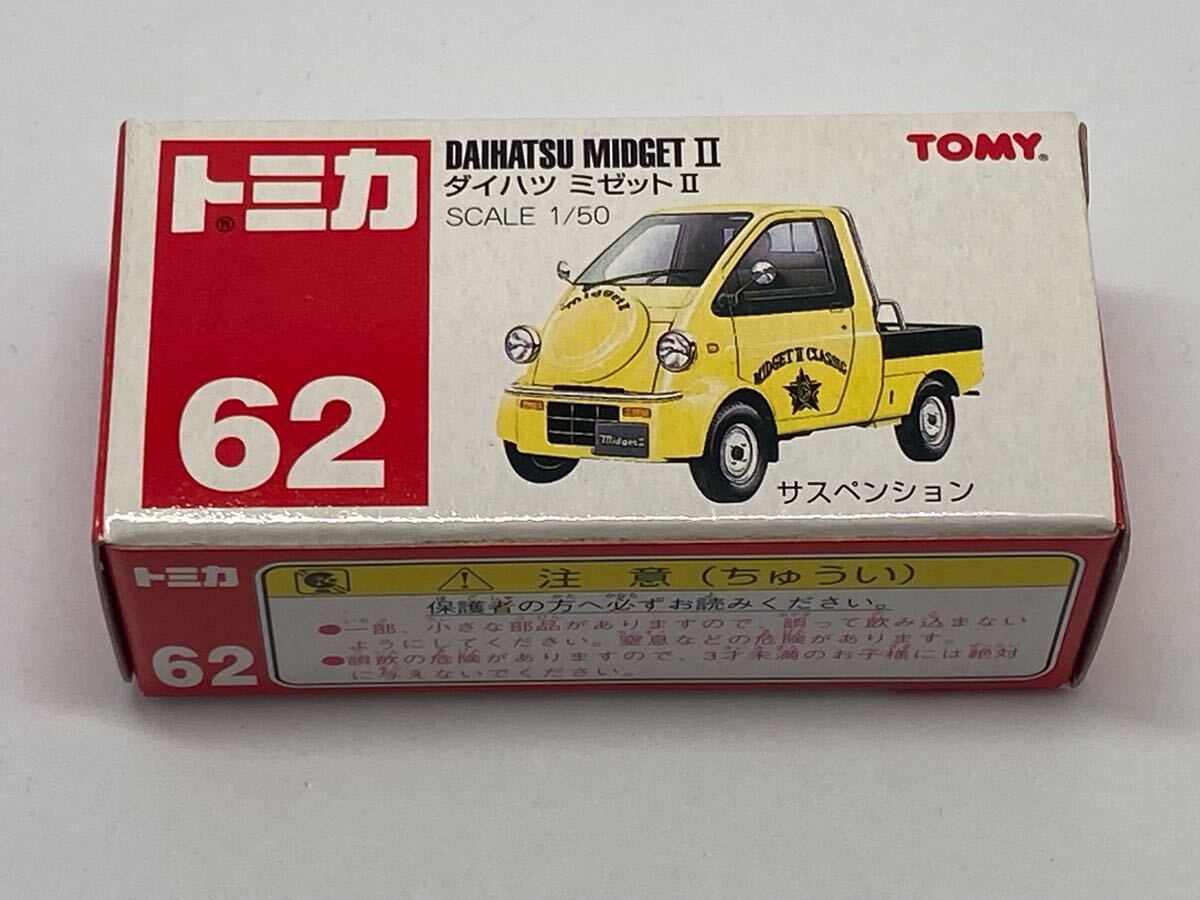 トミカ®
62
DAIHATSU MIDGET II
ダイハツ ミゼットII
SCALE 1/50
TOMY®
MidgetII
MIDGET II CLASSIC
MidgetII
サスペンション
トミカ
62
注意(ちゅうい)
保護者の方へ必ずお読みください。
●一部、小さな部品がありますので、誤って飲み込まない
ようにしてください。窒息などの危険があります。
●誤飲の危険がありますので、3才未満のお子様には絶対
に与えないでください。